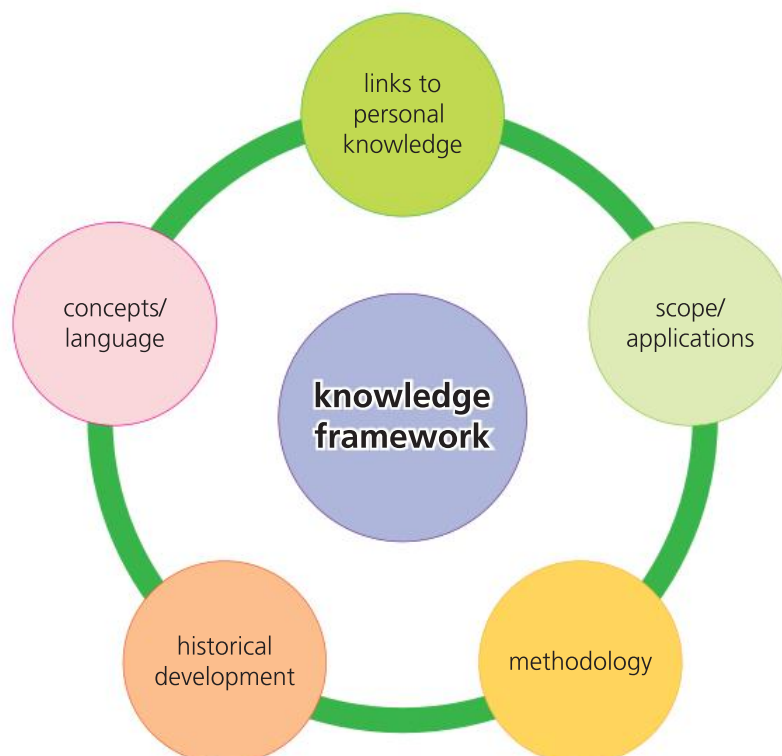 links to
personal
knowledge
concepts/
language
scope/
applications
knowledge
framework
historical
development
methodology